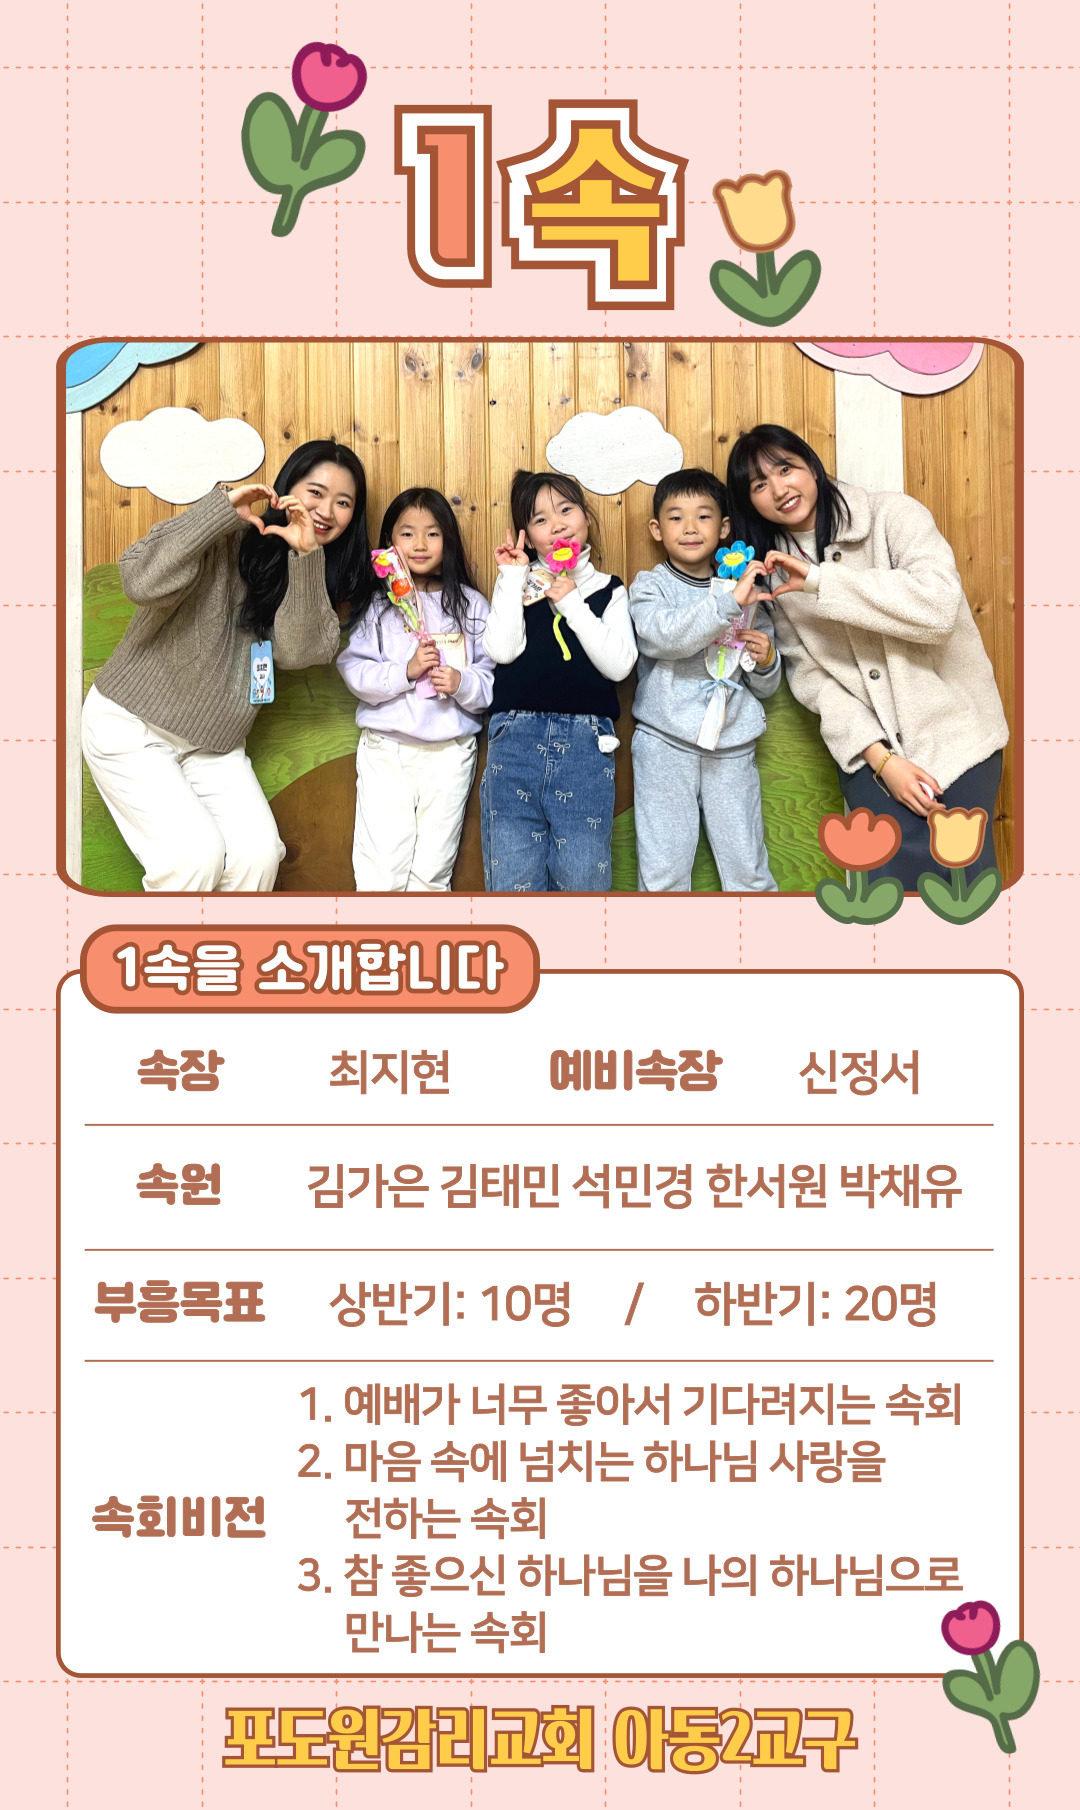 1속
1속을 소개합니다
속장 최지현 예비속장 신정서
속원 김가은 김태민 석민경 한서원 박채유
부흥목표 상반기: 10명 / 하반기: 20명
속회비전
1. 예배가 너무 좋아서 기다려지는 속회
2. 마음 속에 넘치는 하나님 사랑을
전하는 속회
3. 참 좋으신 하나님을 나의 하나님으로
만나는 속회
포도원감리교회 아동2교구